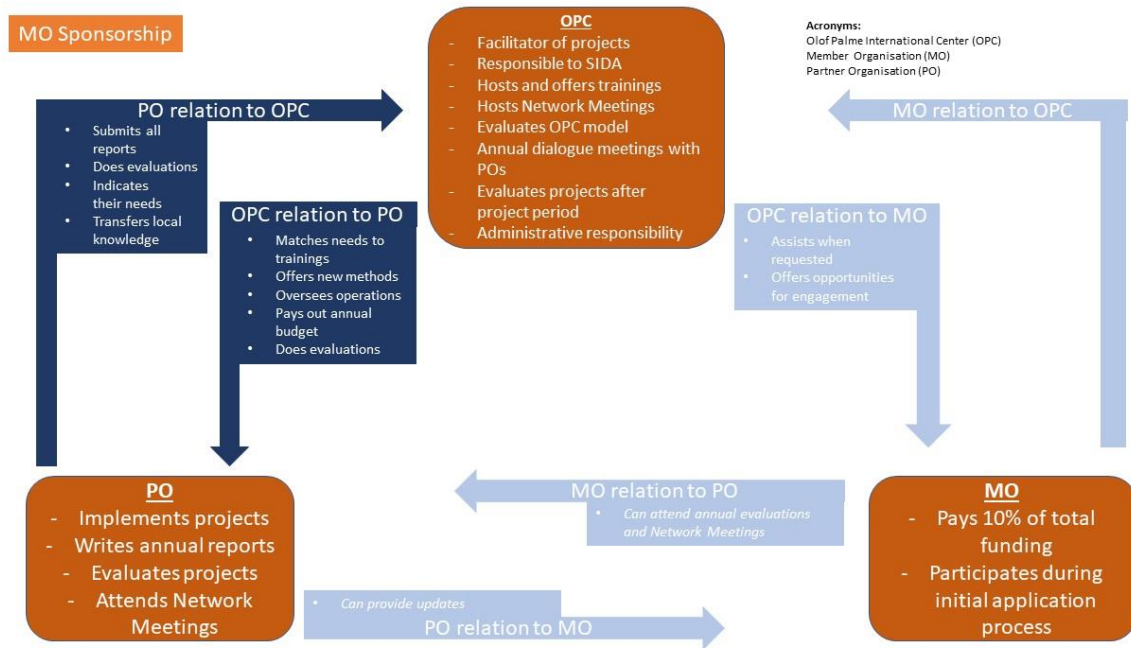 MO Sponsorship
OPC
- Facilitator of projects
- Responsible to SIDA
- Hosts and offers trainings
- Hosts Network Meetings
- Evaluates OPC model
- Annual dialogue meetings with
POs
- Evaluates projects after
project period
- Administrative responsibility
Acronyms:
Olof Palme International Center (OPC)
Member Organisation (MO)
Partner Organisation (PO)
PO relation to OPC
• Submits all
reports
• Does evaluations
• Indicates
their needs
• Transfers local
knowledge
OPC relation to PO
• Matches needs to
trainings
• Offers new methods
• Oversees operations
• Pays out annual
budget
• Does evaluations
MO relation to OPC
OPC relation to MO
• Assists when
requested
• Offers opportunities
for engagement
PO
- Implements projects
- Writes annual reports
- Evaluates projects
- Attends Network
Meetings
MO relation to PO
• Can attend annual evaluations
and Network Meetings
• Can provide updates
PO relation to MO
MO
- Pays 10% of total
funding
- Participates during
initial application
process